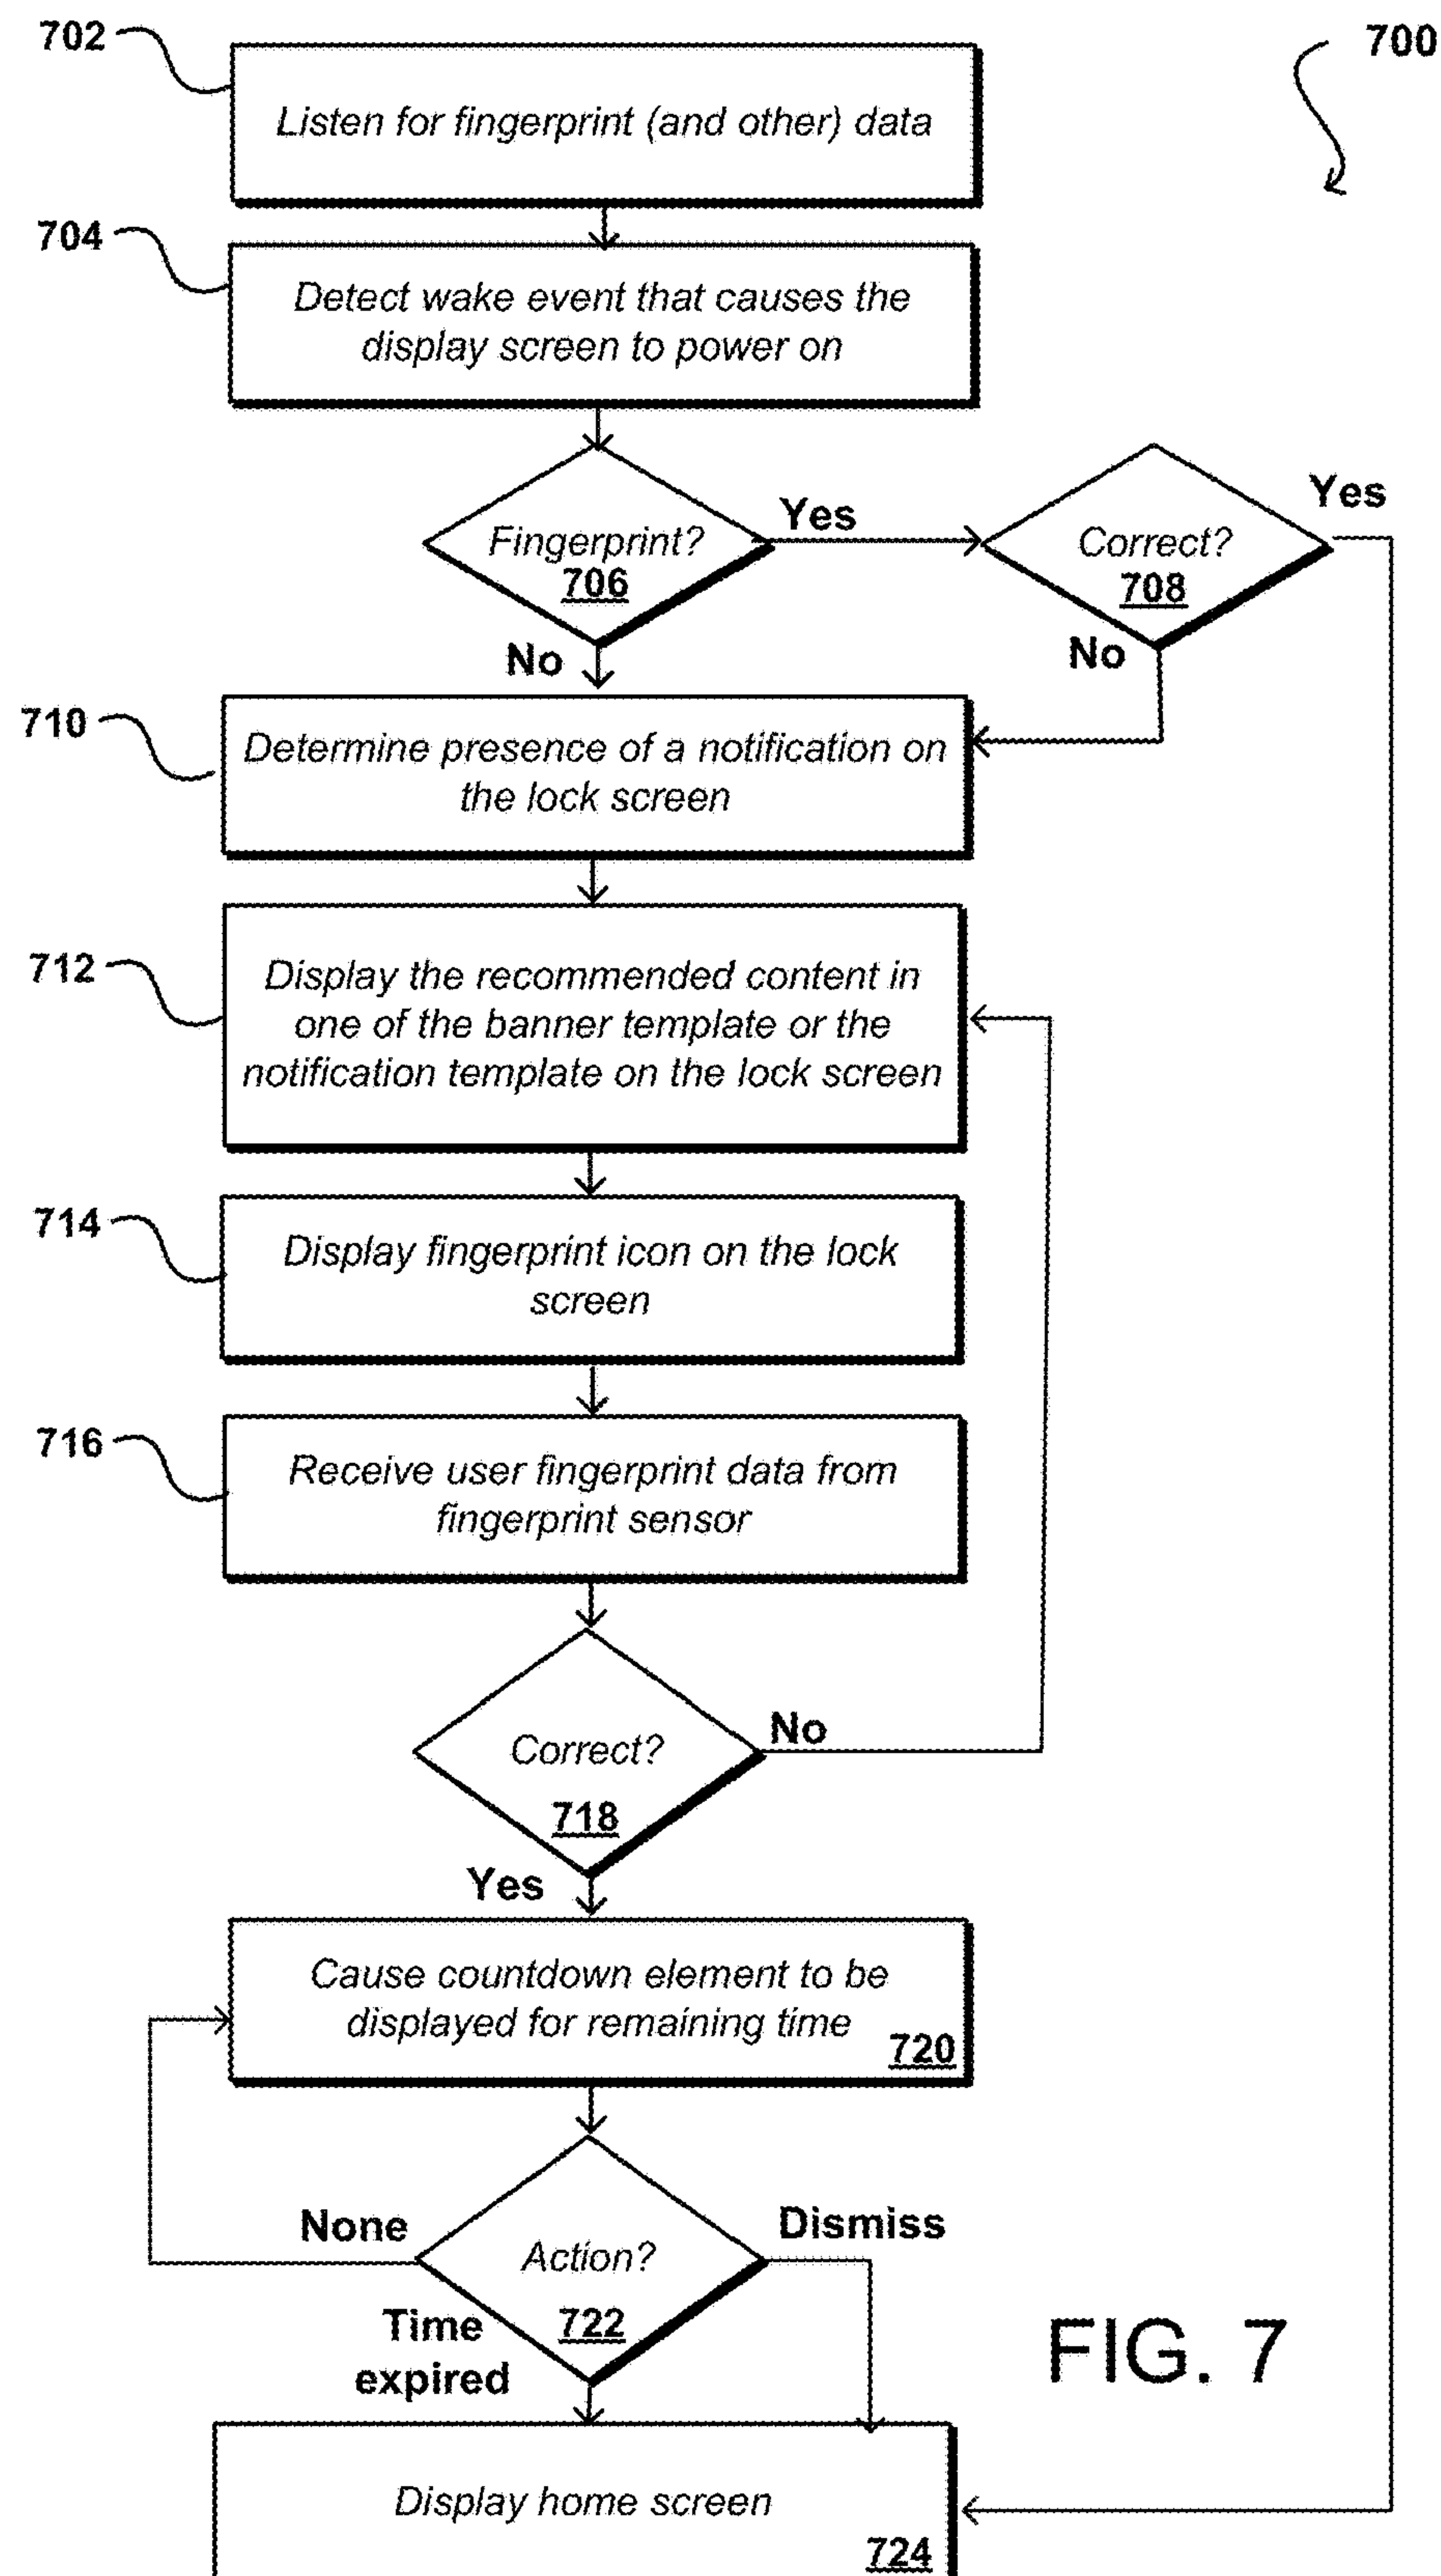 702
700
Listen for fingerprint (and other) data
704
Detect wake event that causes the
display screen to power on
Fingerprint?
706
Yes
Correct?
708
Yes
No
No
710
Determine presence of a notification on
the lock screen
712
Display the recommended content in
one of the banner template or the
notification template on the lock screen
714
Display fingerprint icon on the lock
screen
716
Receive user fingerprint data from
fingerprint sensor
Correct?
718
No
Yes
Cause countdown element to be
displayed for remaining time
720
None
Action?
722
Dismiss
Time
expired
FIG. 7
Display home screen
724